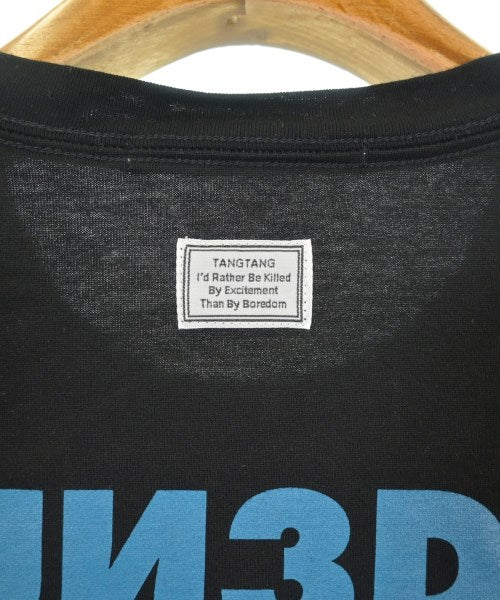 TANGTANG
I'd Rather Be Killed
By Excitement
Than By Boredom